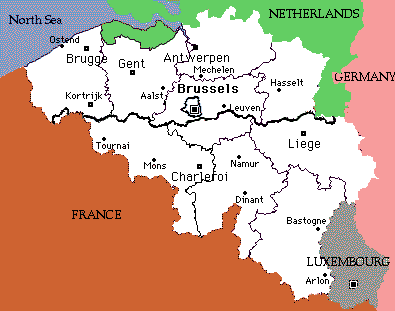 NETHERLANDS
North Sea
Ostend
Brugge
Antwerpen
Gent
Mechelen
GERMANY
Hasselt
Aalst
Brussels
Kortrijk
Leuven
Tournai
Liege
Mons
Namur
Charleroi
Dinant
FRANCE
Bastogne
LUXEMBOURG
Arlon